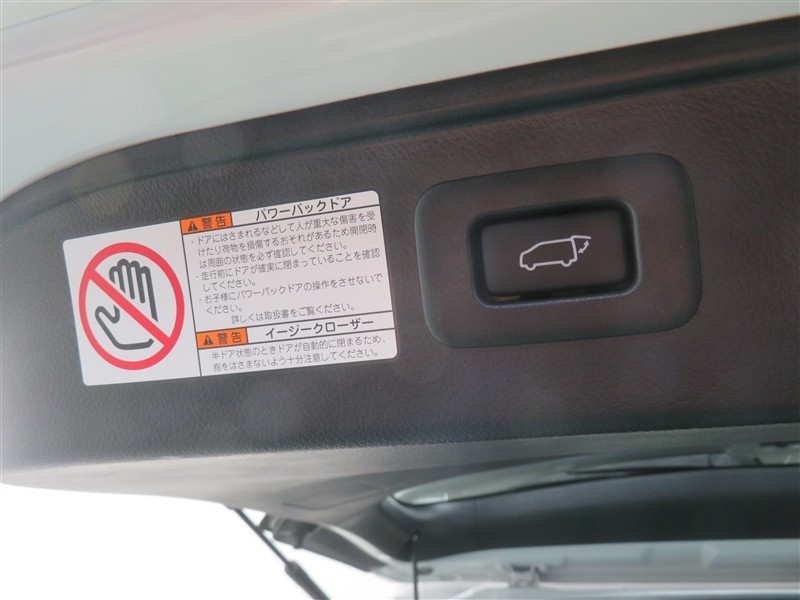 警告 パワーバックドア
・ドアにはさまれるなどして人が重大な傷害を受
けたり荷物を損傷するおそれがあるため開閉時
は周囲の状態を必ず確認してください。
・走行前にドアが確実に閉まっていることを確認
してください。
・お子様にパワーバックドアの操作をさせないで
ください。
詳しくは取扱書をご覧ください。
警告 イージークローザー
半ドア状態のときドアが自動的に閉まるため、
指をはさまないよう十分注意してください。